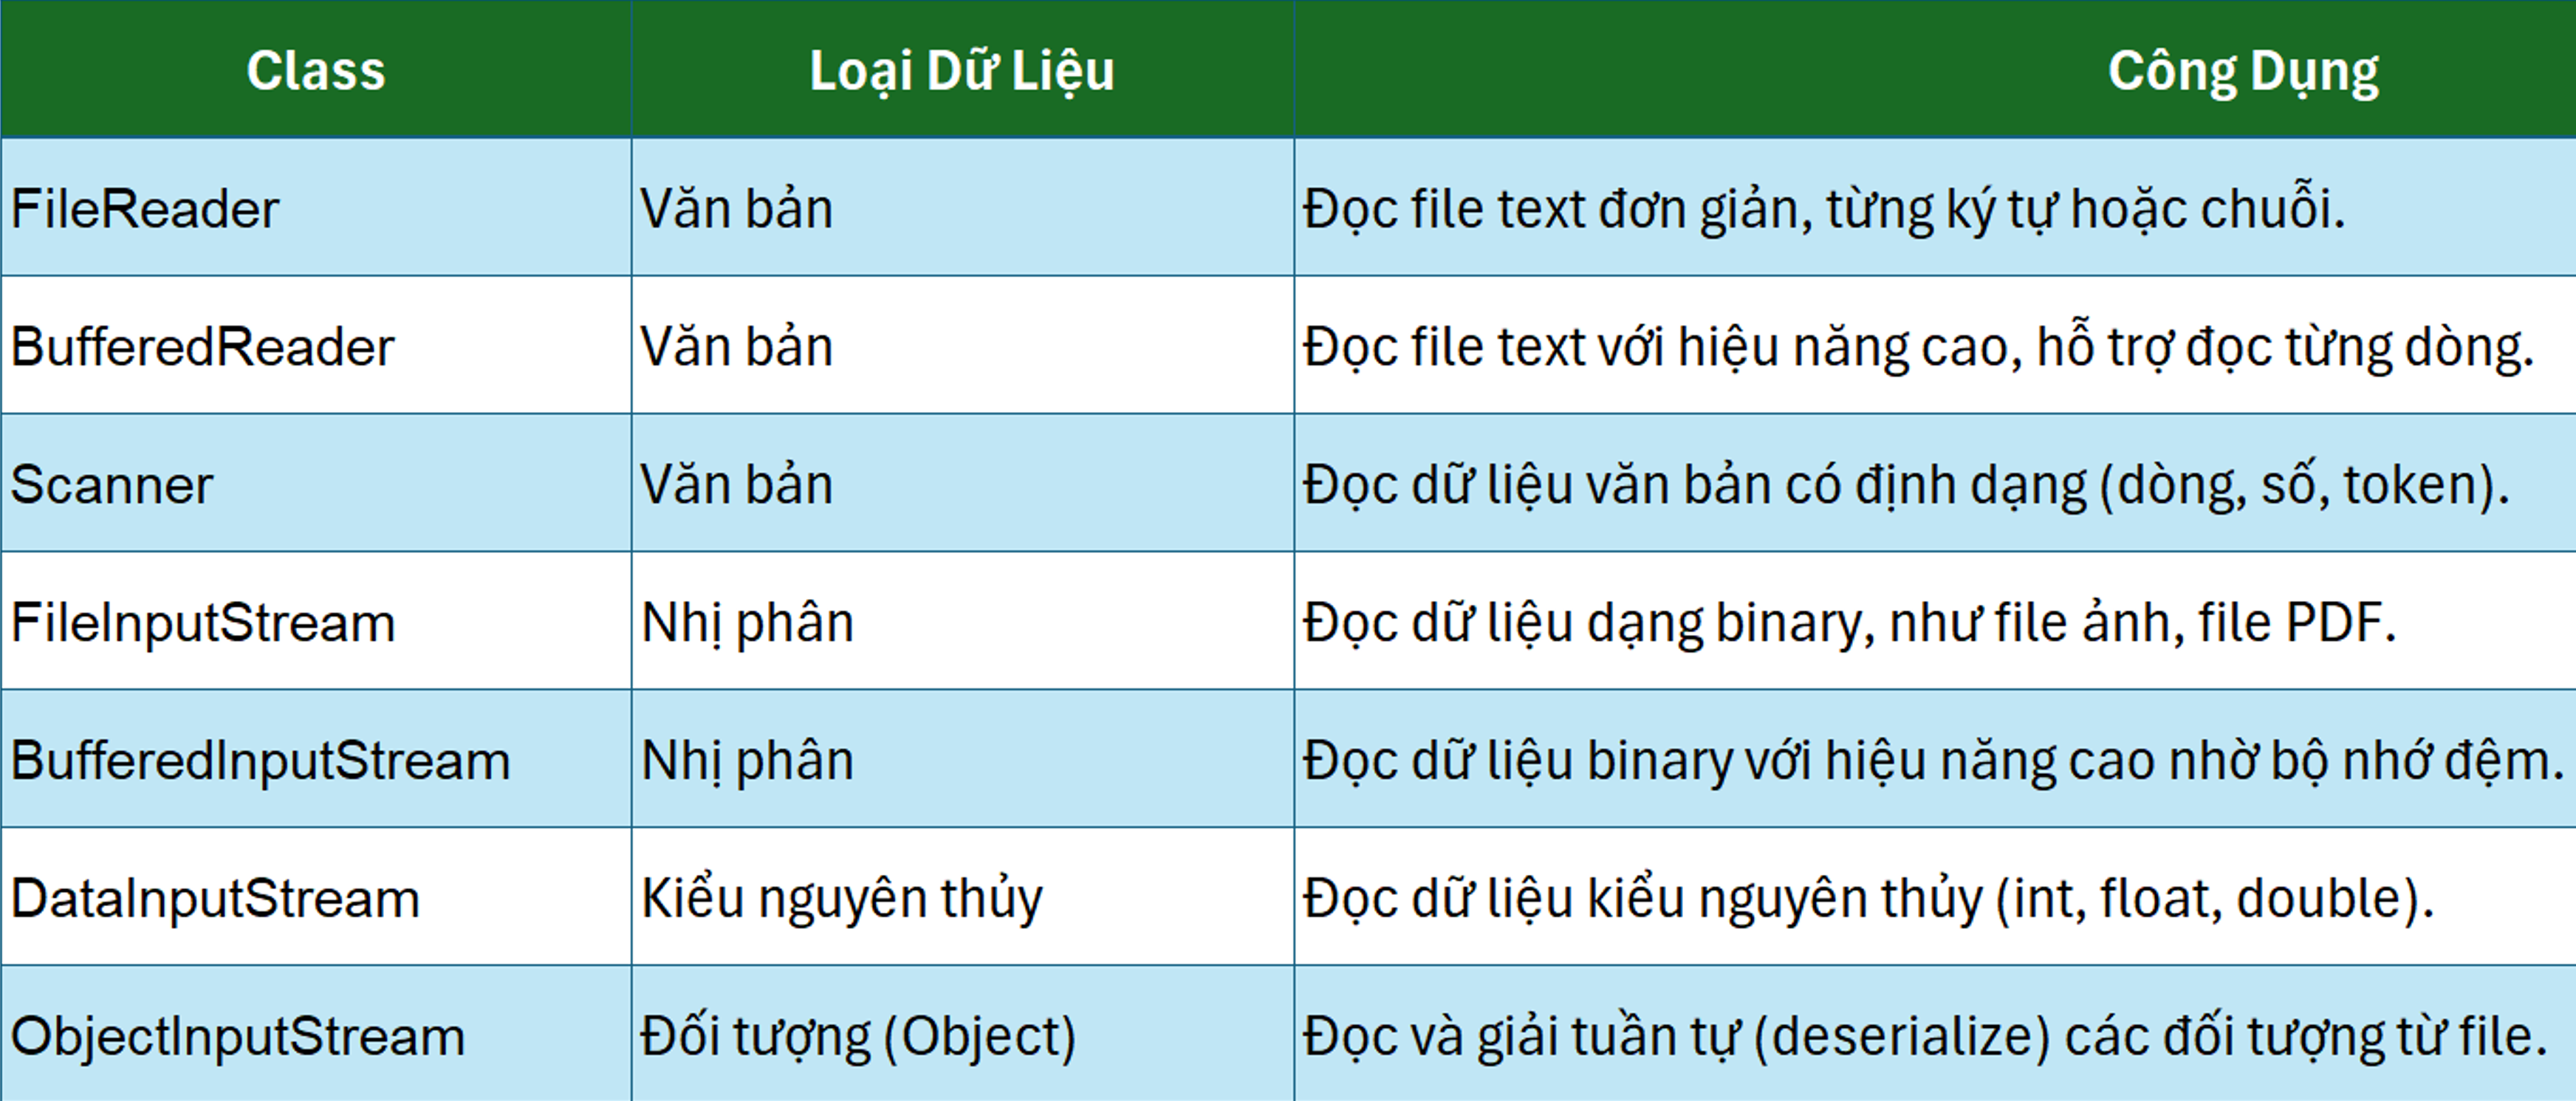 Class Loại Dữ Liệu Công Dụng
FileReader Văn bản Đọc file text đơn giản, từng ký tự hoặc chuỗi.
BufferedReader Văn bản Đọc file text với hiệu năng cao, hỗ trợ đọc từng dòng.
Scanner Văn bản Đọc dữ liệu văn bản có định dạng (dòng, số, token).
FileInputStream Nhị phân Đọc dữ liệu dạng binary, như file ảnh, file PDF.
BufferedInputStream Nhị phân Đọc dữ liệu binary với hiệu năng cao nhờ bộ nhớ đệm.
DataInputStream Kiểu nguyên thủy Đọc dữ liệu kiểu nguyên thủy (int, float, double).
ObjectInputStream Đối tượng (Object) Đọc và giải tuần tự (deserialize) các đối tượng từ file.